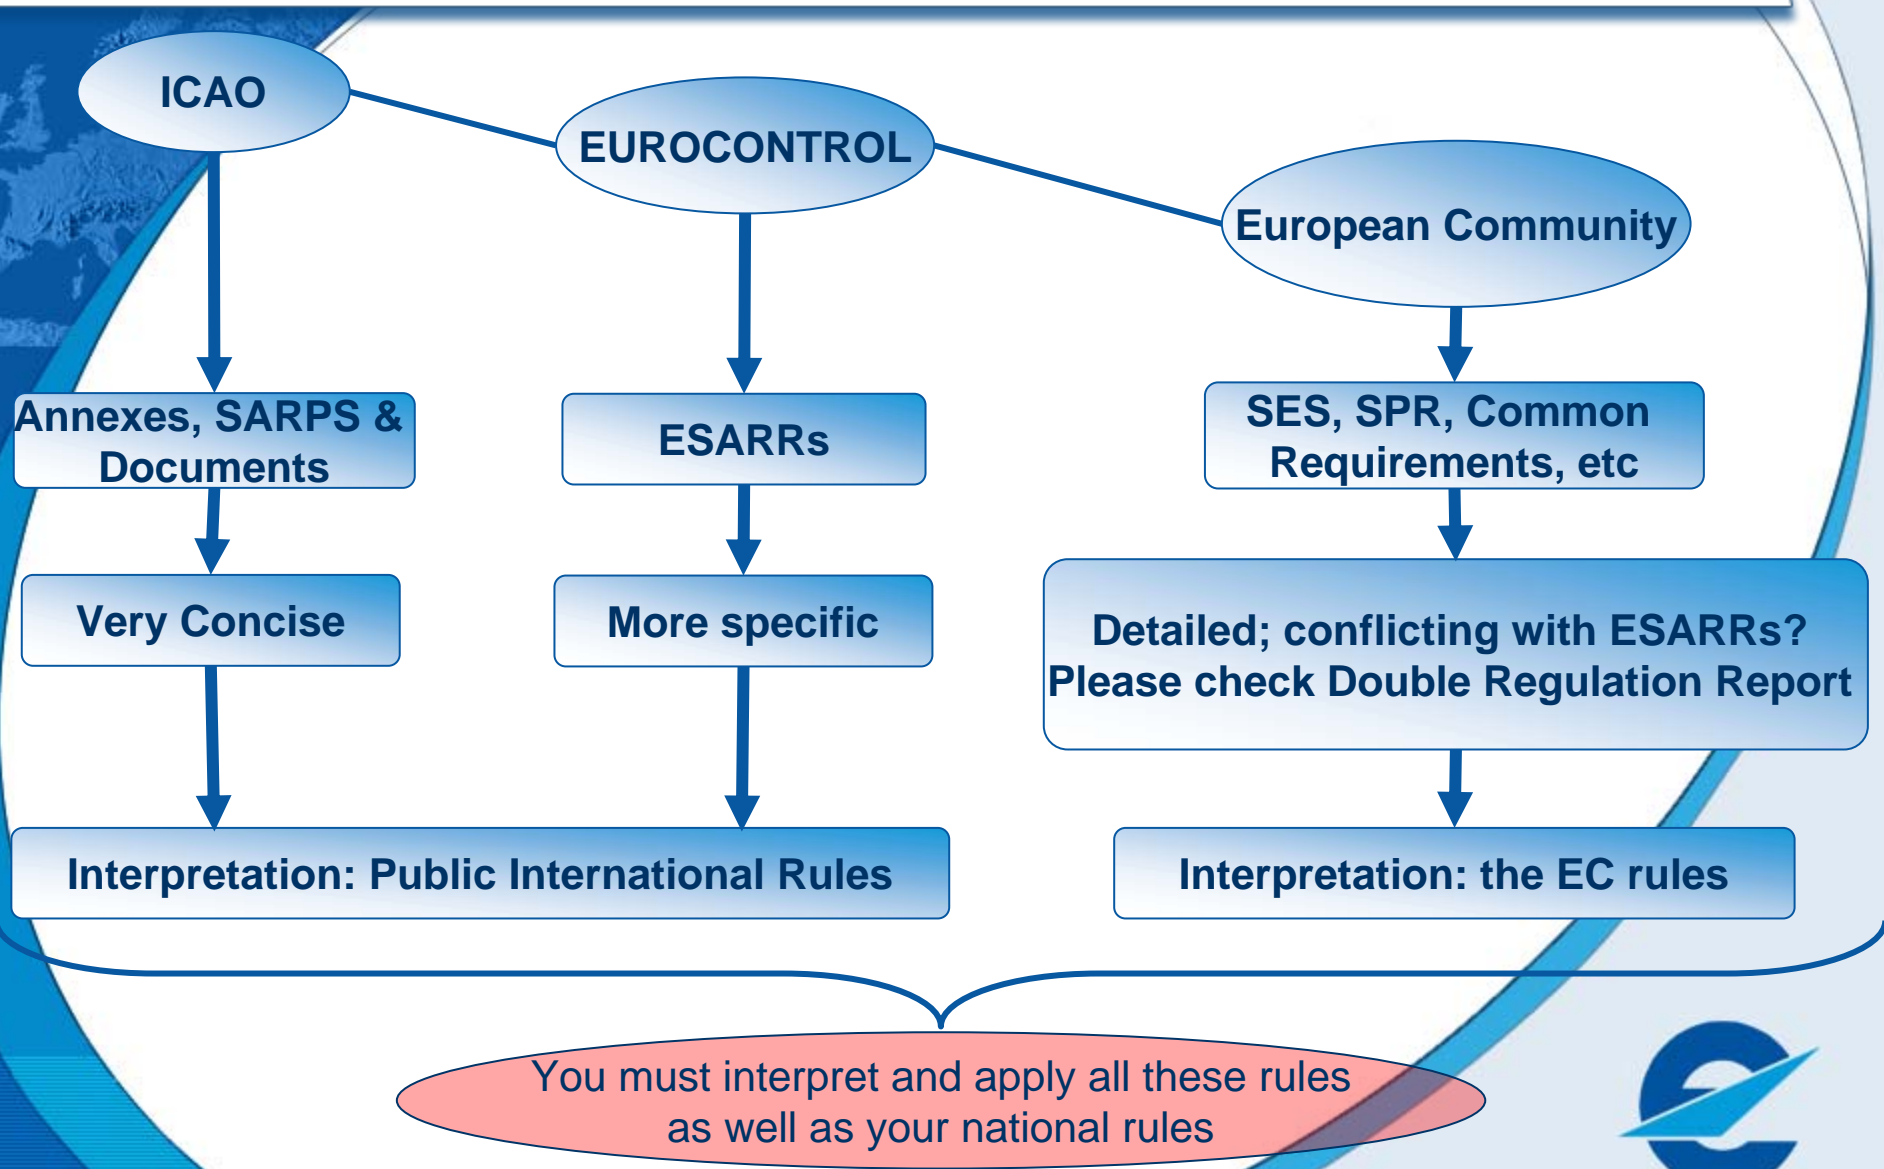 ICAO
EUROCONTROL
European Community
Annexes, SARPS &
Documents
ESARRs
SES, SPR, Common
Requirements, etc
Very Concise
More specific
Detailed; conflicting with ESARRs?
Please check Double Regulation Report
Interpretation: Public International Rules
Interpretation: the EC rules
You must interpret and apply all these rules
as well as your national rules